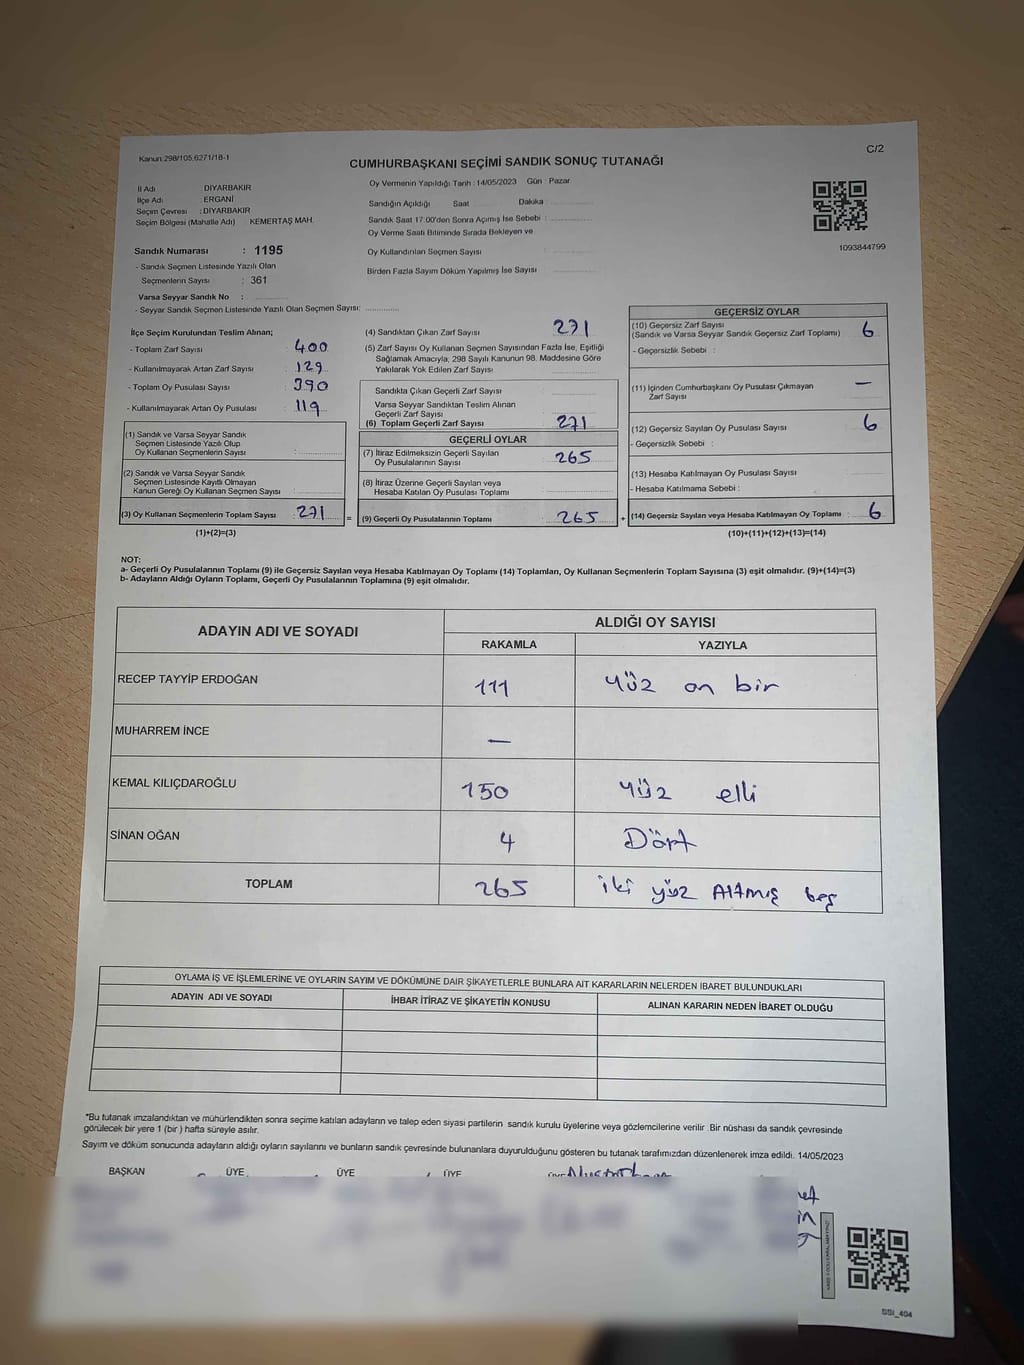 Kanun:298/105,6271/18-1
C/2
CUMHURBAŞKANI SEÇİMİ SANDIK SONUÇ TUTANAĞI
İl Adı DİYARBAKIR
İlçe Adı : ERGANİ
Seçim Çevresi : DİYARBAKIR
Seçim Bölgesi (Mahalle Adı) : KEMERTAŞ MAH.
Oy Vermenin Yapıldığı Tarih : 14/05/2023 Gün : Pazar
Sandığın Açıldığı Saat Dakika :
Sandık Saat 17:00'den Sonra Açımış İse Sebebi :
Oy Verme Saati Bitiminde Sırada Bekleyen ve
Oy Kullandırılan Seçmen Sayısı
Birden Fazla Sayım Döküm Yapılmış İse Sayısı
1093844799
Sandık Numarası : 1195
- Sandık Seçmen Listesinde Yazılı Olan
Seçmenlerin Sayısı : 361
Varsa Seyyar Sandık No :
- Seyyar Sandık Seçmen Listesinde Yazılı Olan Seçmen Sayısı:
İlçe Seçim Kurulundan Teslim Alınan;
- Toplam Zarf Sayısı : 400
- Kullanılmayarak Artan Zarf Sayısı : 129
- Toplam Oy Pusulası Sayısı : 390
- Kullanılmayarak Artan Oy Pusulası : 119
(1) Sandık ve Varsa Seyyar Sandık
Seçmen Listesinde Yazılı Olup
Oy Kullanan Seçmenlerin Sayısı :
(2) Sandık ve Varsa Seyyar Sandık
Seçmen Listesinde Kayıtlı Olmayan
Kanun Gereği Oy Kullanan Seçmen Sayısı
(3) Oy Kullanan Seçmenlerin Toplam Sayısı : 271
(1)+(2)=(3)
(4) Sandıktan Çıkan Zarf Sayısı 271
(5) Zarf Sayısı Oy Kullanan Seçmen Sayısından Fazla İse, Eşitliği
Sağlamak Amacıyla, 298 Sayılı Kanunun 98. Maddesine Göre
Yakılarak Yok Edilen Zarf Sayısı
Sandıkta Çıkan Geçerli Zarf Sayısı
Varsa Seyyar Sandıktan Teslim Alınan
Geçerli Zarf Sayısı
(6) Toplam Geçerli Zarf Sayısı 271
GEÇERLİ OYLAR
(7) İtiraz Edilmeksizin Geçerli Sayılan
Oy Pusulalarının Sayısı 265
(8) İtiraz Üzerine Geçerli Sayılan veya
Hesaba Katılan Oy Pusulası Toplamı
= (9) Geçerli Oy Pusulalarının Toplamı 265
GEÇERSİZ OYLAR
(10) Geçersiz Zarf Sayısı
(Sandık ve Varsa Seyyar Sandık Geçersiz Zarf Toplamı) 6
- Geçersizlik Sebebi :
(11) İçinden Cumhurbaşkanı Oy Pusulası Çıkmayan
Zarf Sayısı —
(12) Geçersiz Sayılan Oy Pusulası Sayısı 6
- Geçersizlik Sebebi :
(13) Hesaba Katılmayan Oy Pusulası Sayısı
- Hesaba Katılmama Sebebi :
+ (14) Geçersiz Sayılan veya Hesaba Katılmayan Oy Toplamı : 6
(10)+(11)+(12)+(13)=(14)
NOT:
a- Geçerli Oy Pusulalarının Toplamı (9) ile Geçersiz Sayılan veya Hesaba Katılmayan Oy Toplamı (14) Toplamları, Oy Kullanan Seçmenlerin Toplam Sayısına (3) eşit olmalıdır. (9)+(14)=(3)
b- Adayların Aldığı Oyların Toplamı, Geçerli Oy Pusulalarının Toplamına (9) eşit olmalıdır.
ADAYIN ADI VE SOYADI ALDIĞI OY SAYISI
RAKAMLA YAZIYLA
RECEP TAYYİP ERDOĞAN 111 Yüz on bir
MUHARREM İNCE —
KEMAL KILIÇDAROĞLU 150 Yüz elli
SİNAN OĞAN 4 Dört
TOPLAM 265 iki yüz Altmış beş
OYLAMA İŞ VE İŞLEMLERİNE VE OYLARIN SAYIM VE DÖKÜMÜNE DAİR ŞİKAYETLERLE BUNLARA AİT KARARLARIN NELERDEN İBARET BULUNDUKLARI
ADAYIN ADI VE SOYADI İHBAR İTİRAZ VE ŞİKAYETİN KONUSU ALINAN KARARIN NEDEN İBARET OLDUĞU
*Bu tutanak imzalandıktan ve mühürlendikten sonra seçime katılan adayların ve talep eden siyasi partilerin sandık kurulu üyelerine veya gözlemcilerine verilir. Bir nüshası da sandık çevresinde
görülecek bir yere 1 (bir) hafta süreyle asılır.
Sayım ve döküm sonucunda adayların aldığı oyların sayılarını ve bunların sandık çevresinde bulunanlara duyurulduğunu gösteren bu tutanak tarafımızdan düzenlenerek imza edildi. 14/05/2023
BAŞKAN ÜYE ÜYE ÜYE
SSI_404